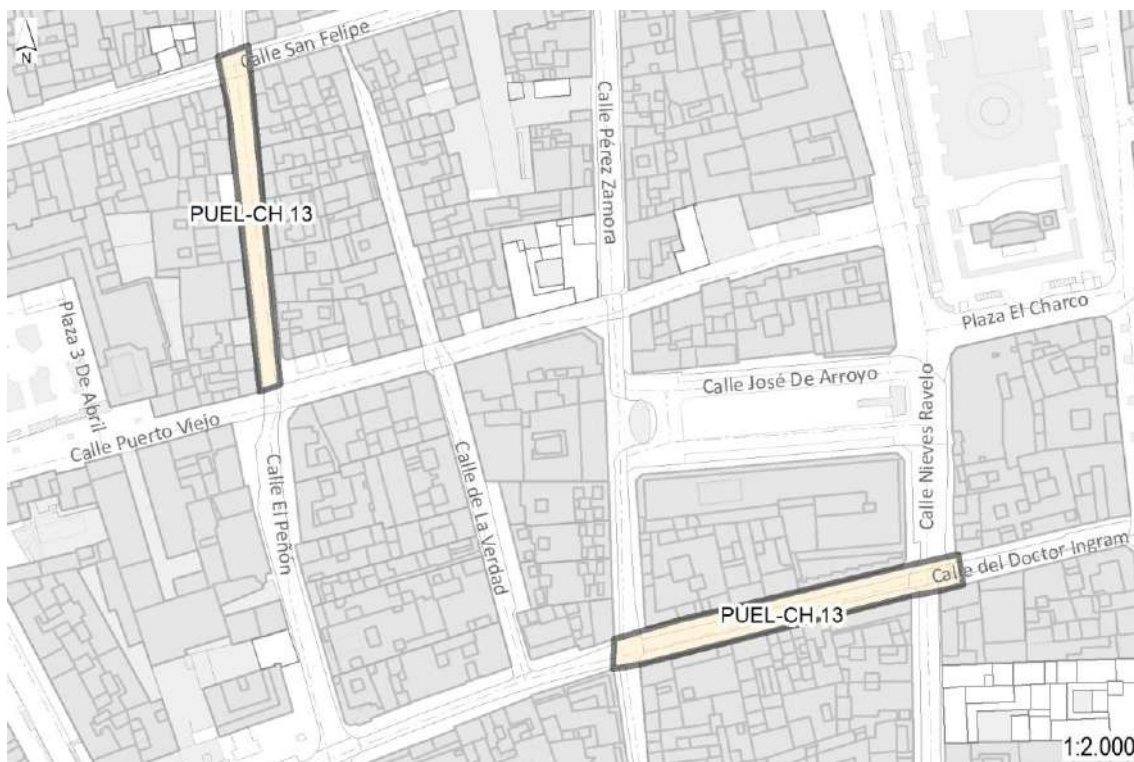 N
Calle San Felipe
Calle Pérez Zamora
PUEL-CH 13
Plaza 3 De Abril
Plaza El Charco
Calle José De Arroyo
Calle Puerto Viejo
Calle Nieves Ravelo
Calle El Peñón
Calle de La Verdad
Calle del Doctor Ingram
PUEL-CH 13
1:2.000